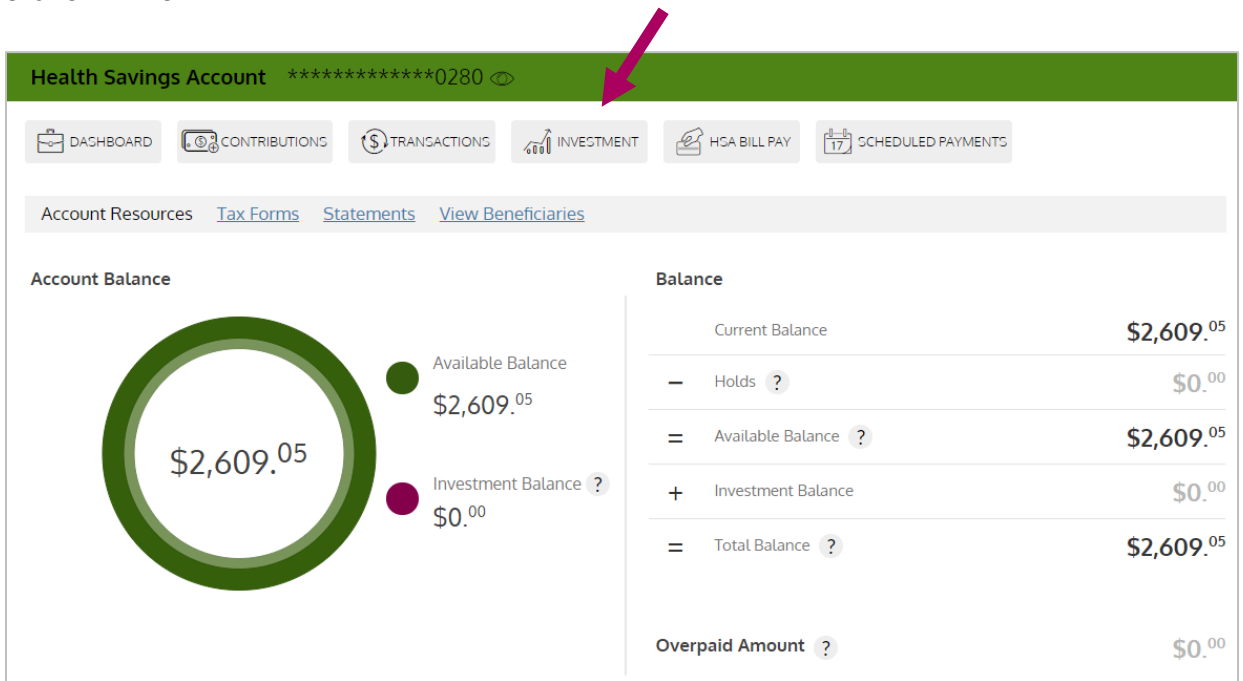 Health Savings Account *************0280
DASHBOARD CONTRIBUTIONS TRANSACTIONS INVESTMENT HSA BILL PAY 17 SCHEDULED PAYMENTS
Account Resources Tax Forms Statements View Beneficiaries
Account Balance
$2,609.05
Available Balance
$2,609.05
Investment Balance ?
$0.00
Balance
Current Balance $2,609.05
− Holds ? $0.00
= Available Balance ? $2,609.05
+ Investment Balance $0.00
= Total Balance ? $2,609.05
Overpaid Amount ? $0.00